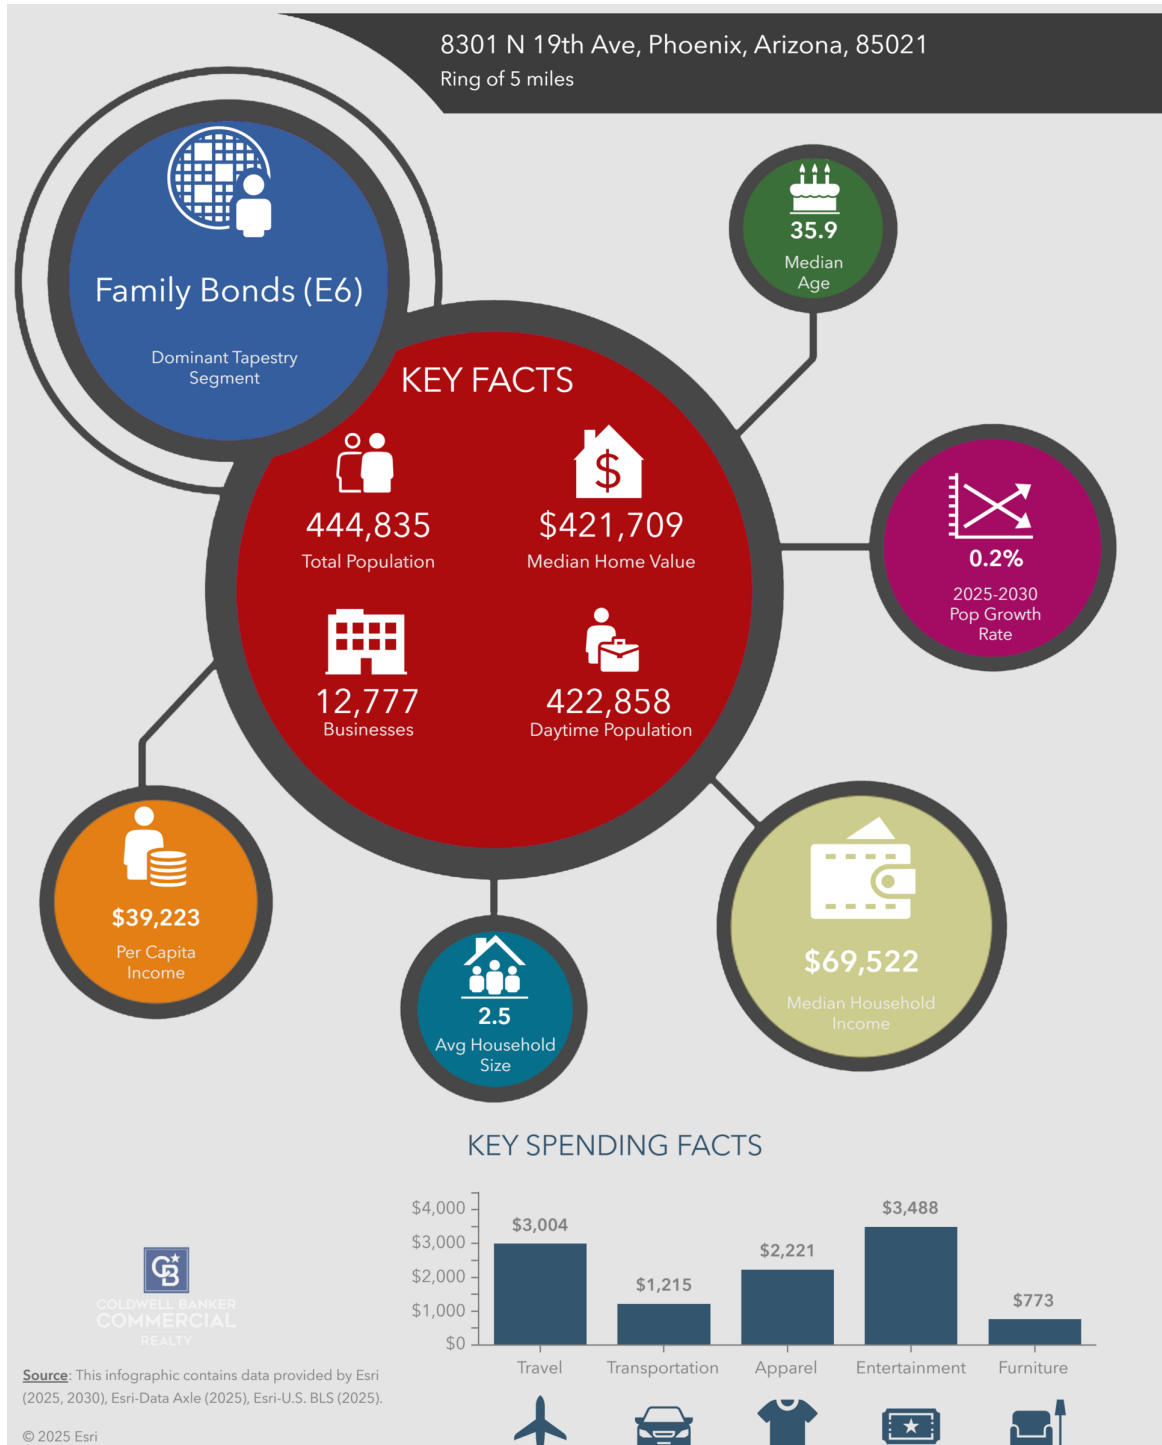 8301 N 19th Ave, Phoenix, Arizona, 85021
Ring of 5 miles
Family Bonds (E6)
Dominant Tapestry
Segment
35.9
Median
Age
KEY FACTS
444,835
Total Population
$421,709
Median Home Value
12,777
Businesses
422,858
Daytime Population
0.2%
2025-2030
Pop Growth
Rate
$39,223
Per Capita
Income
2.5
Avg Household
Size
$69,522
Median Household
Income
KEY SPENDING FACTS
$4,000
$3,000
$2,000
$1,000
$0
$3,004
$1,215
$2,221
$3,488
$773
Travel
Transportation
Apparel
Entertainment
Furniture
CB
COLDWELL BANKER
COMMERCIAL
REALTY
Source: This infographic contains data provided by Esri
(2025, 2030), Esri-Data Axle (2025), Esri-U.S. BLS (2025).
© 2025 Esri